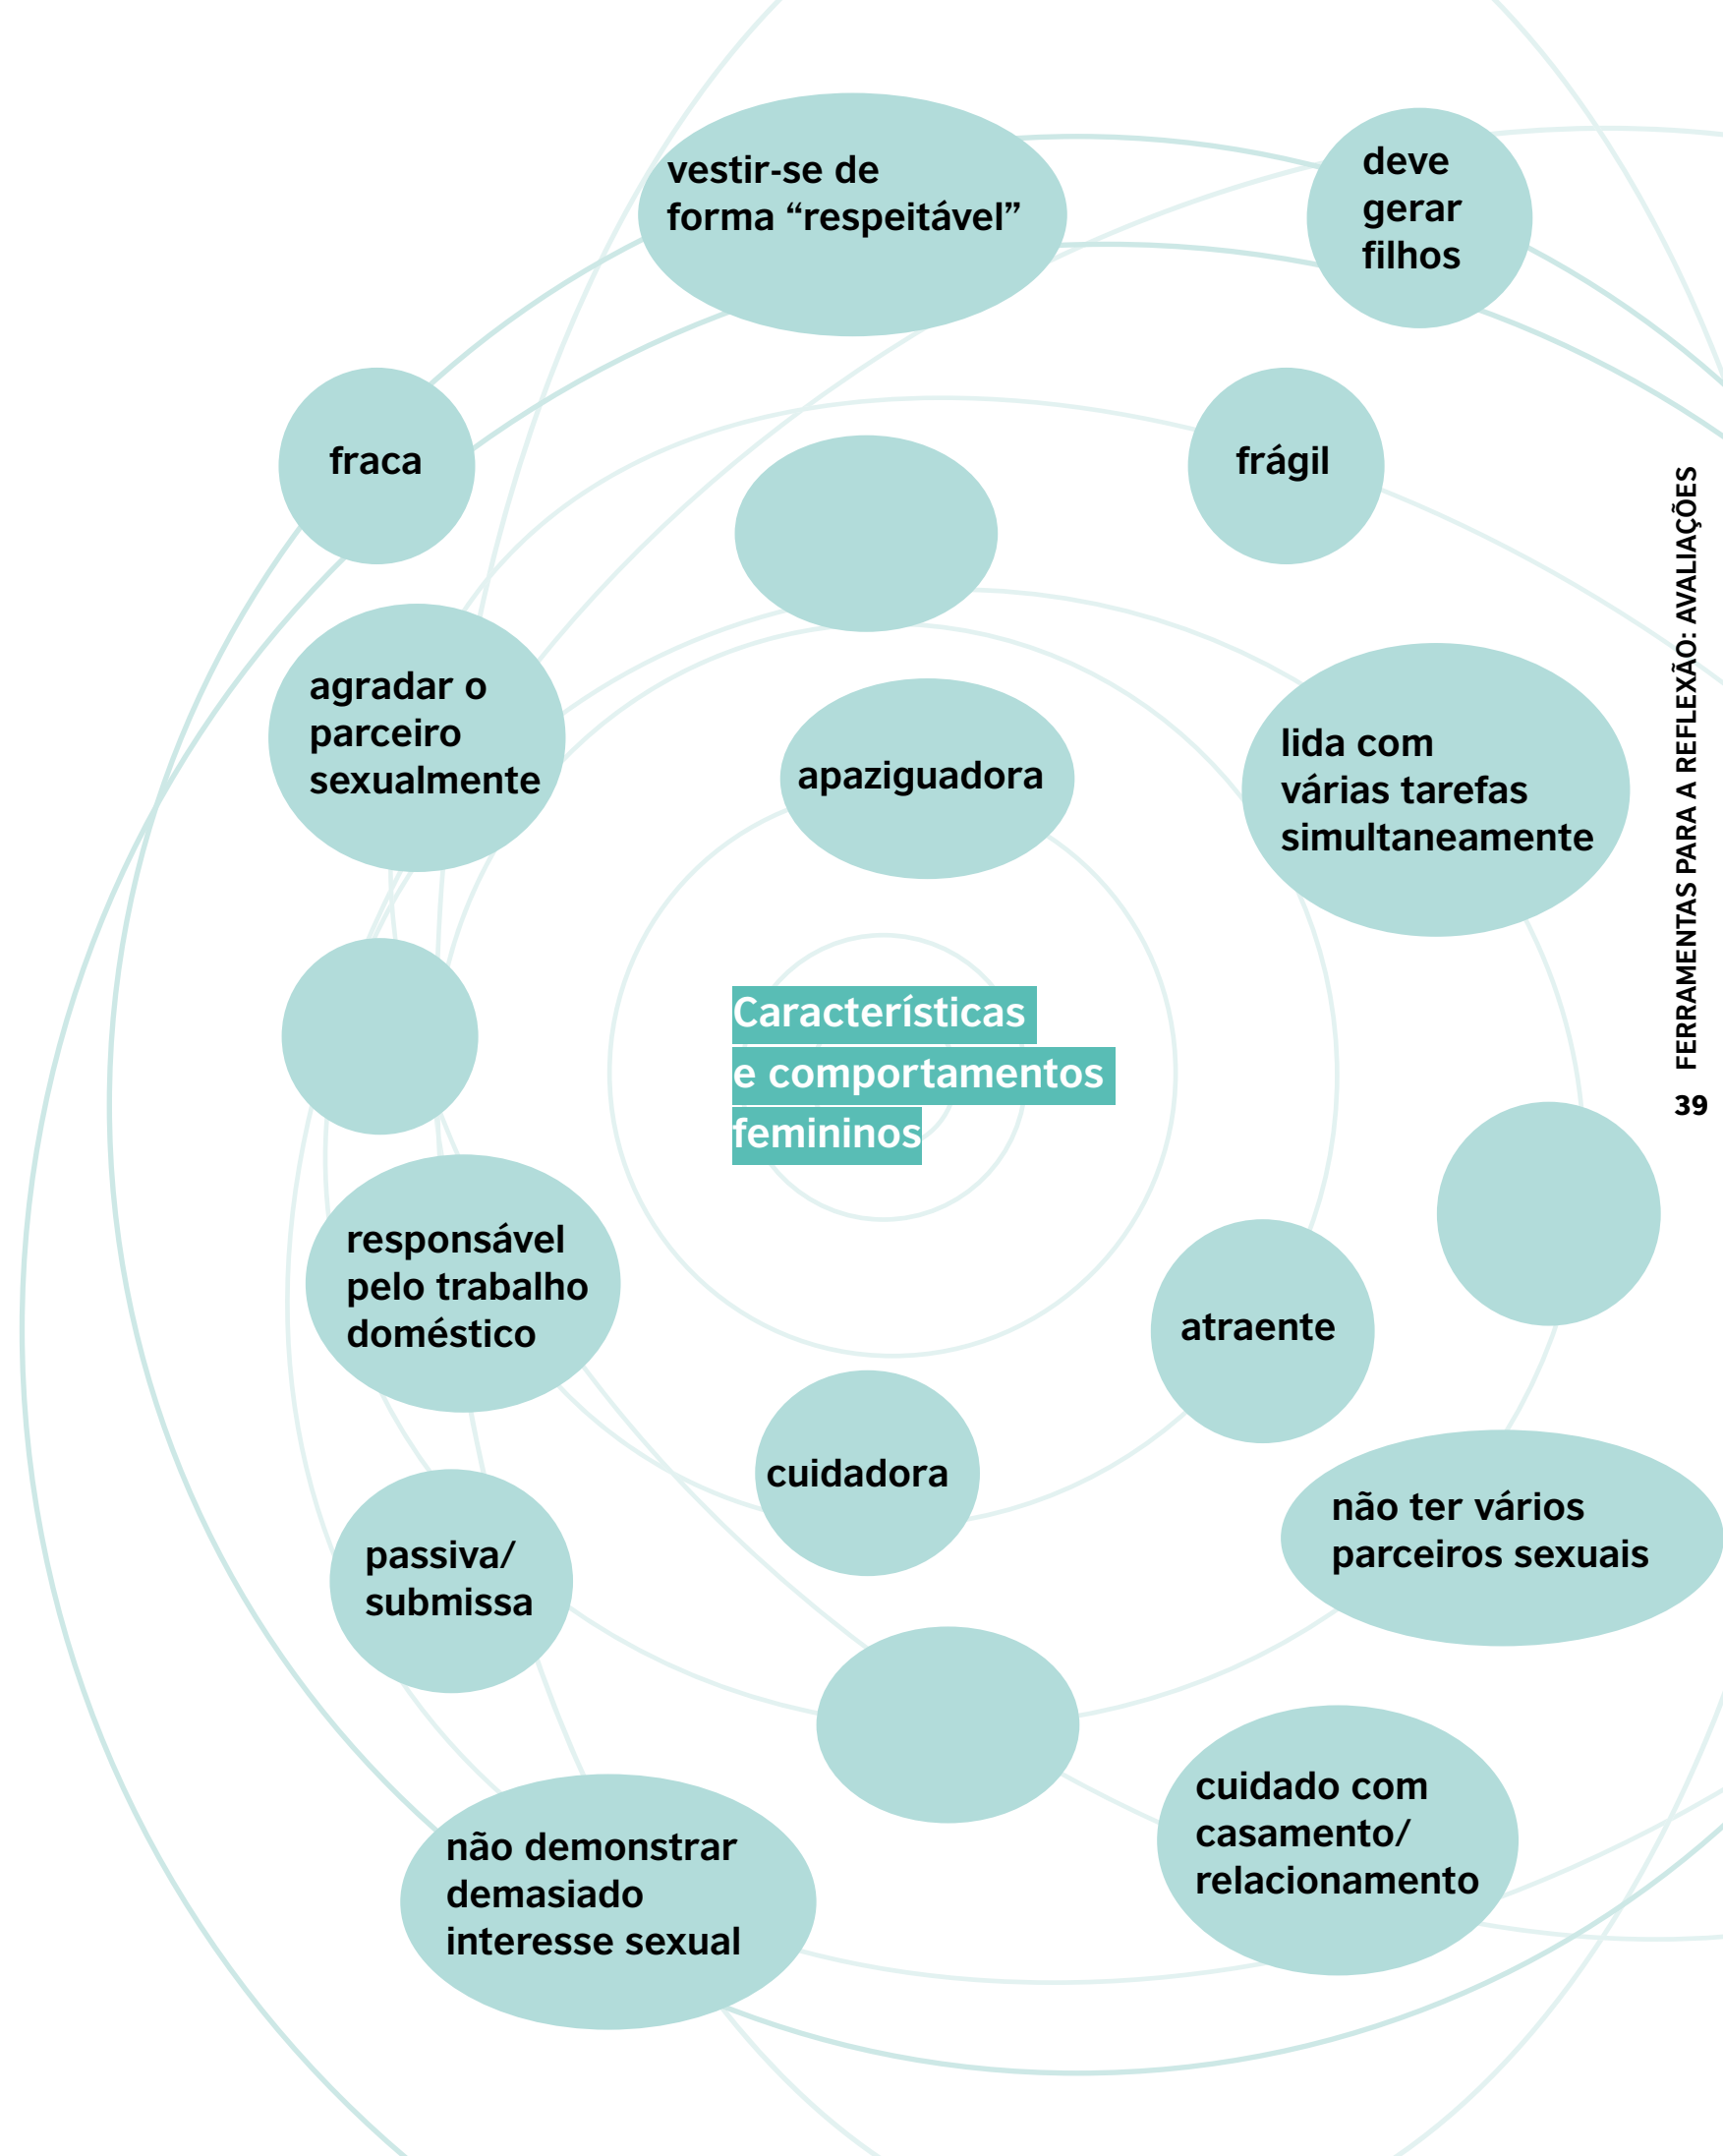 vestir-se de
forma “respeitável”
deve
gerar
filhos
fraca
frágil
agradar o
parceiro
sexualmente
apaziguadora
lida com
várias tarefas
simultaneamente
Características
e comportamentos
femininos
responsável
pelo trabalho
doméstico
atraente
cuidadora
não ter vários
parceiros sexuais
passiva/
submissa
cuidado com
casamento/
relacionamento
não demonstrar
demasiado
interesse sexual
FERRAMENTAS PARA A REFLEXÃO: AVALIAÇÕES
39